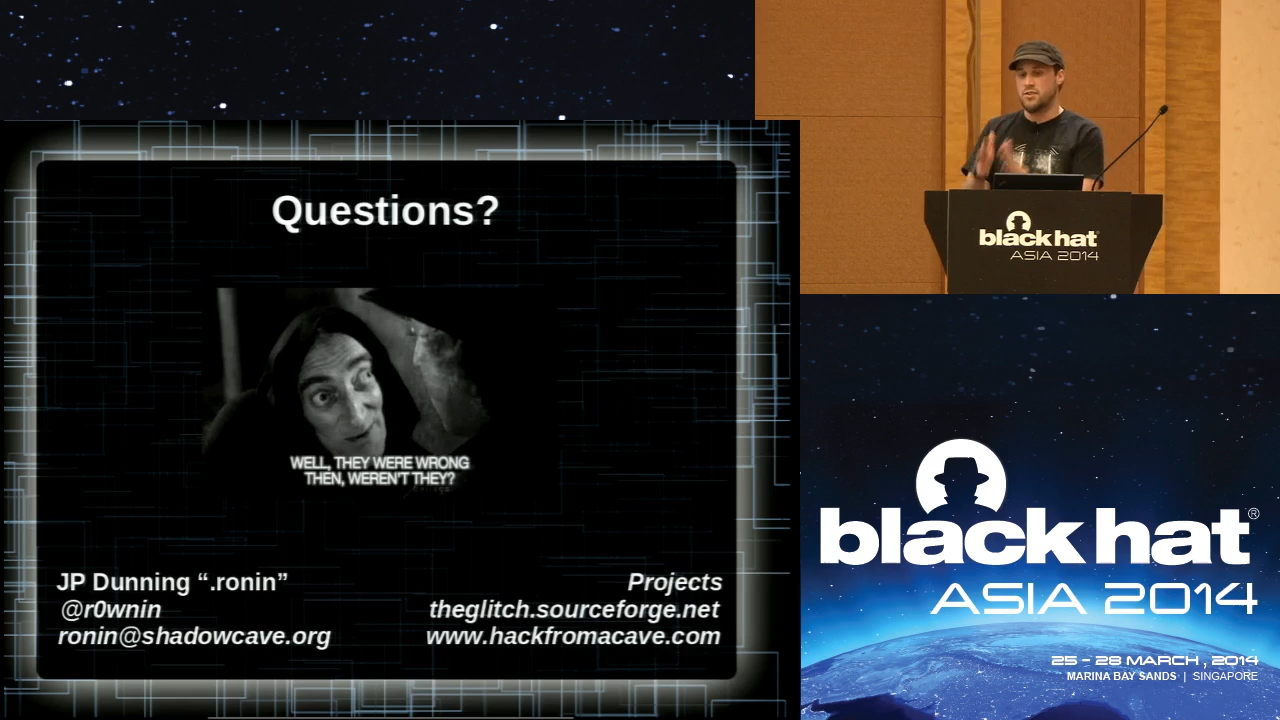 Questions?
WELL, THEY WERE WRONG
THEN, WEREN'T THEY?
JP Dunning “.ronin”
@r0wnin
ronin@shadowcave.org
Projects
theglitch.sourceforge.net
www.hackfromacave.com
black hat
ASIA 2014
black hat®
ASIA 2014
25 - 28 MARCH , 2014
MARINA BAY SANDS | SINGAPORE